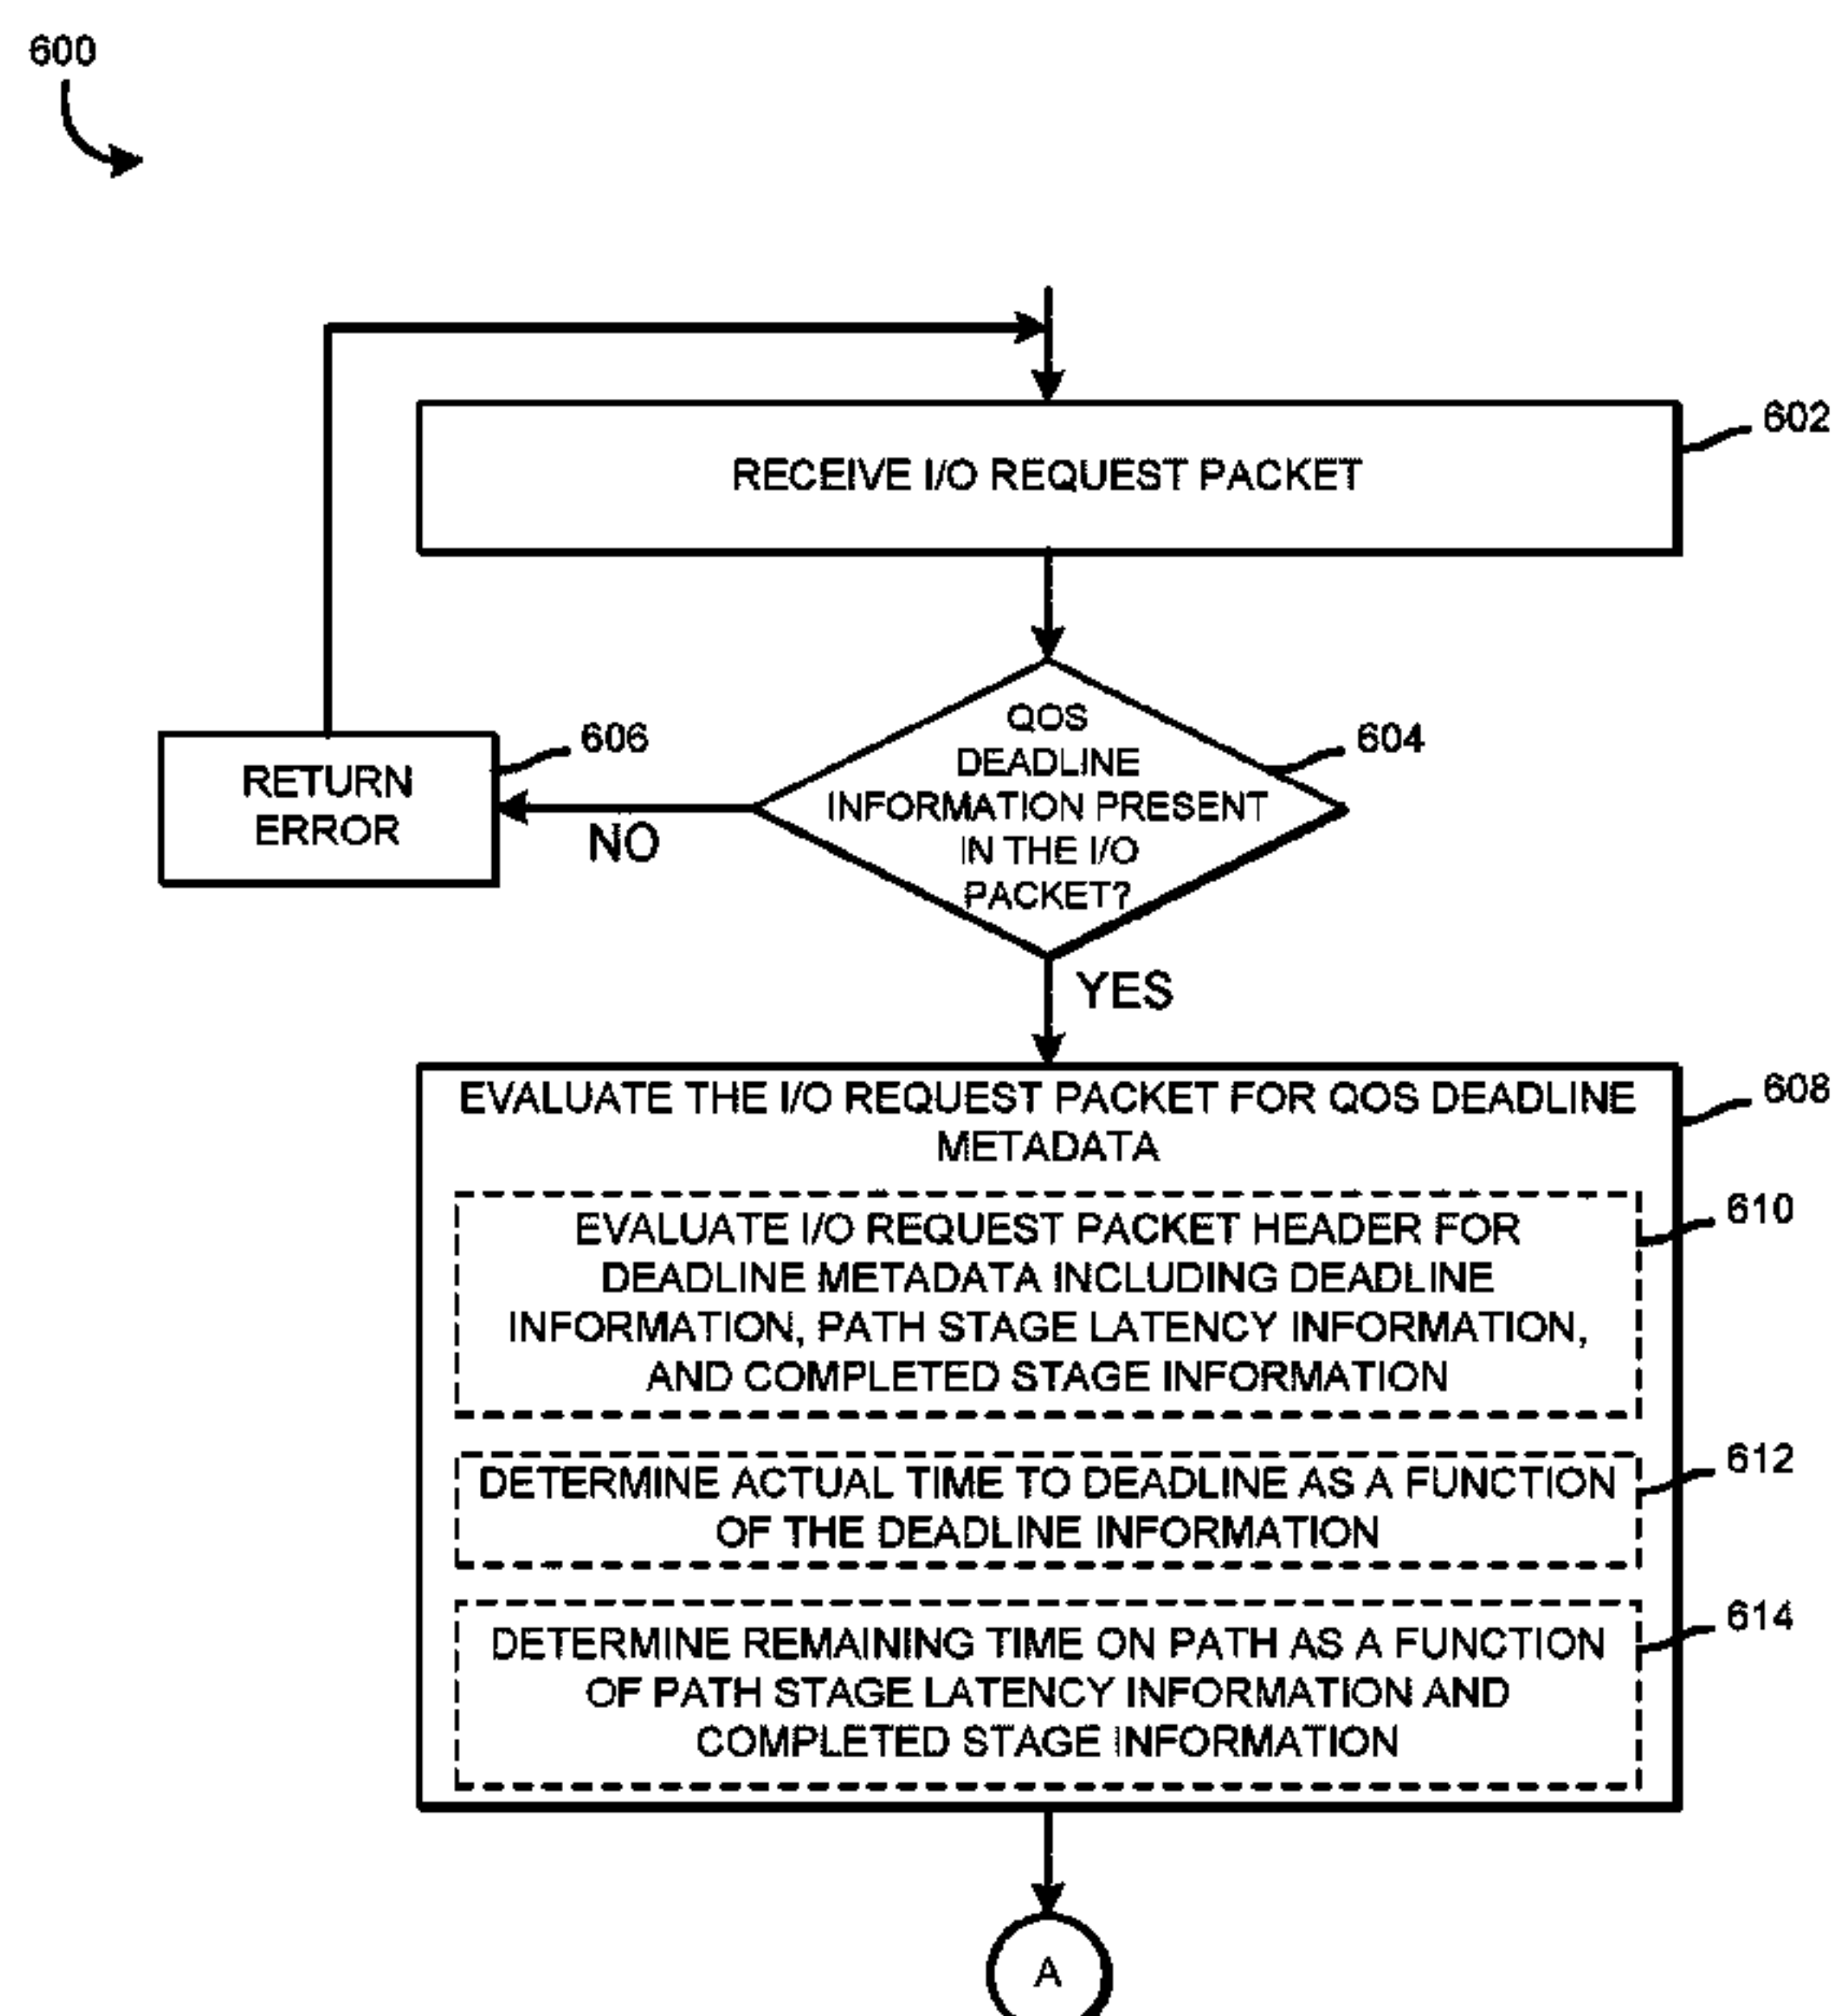 600
RECEIVE I/O REQUEST PACKET
602
QOS
DEADLINE
INFORMATION PRESENT
IN THE I/O
PACKET?
604
606
RETURN
ERROR
NO
YES
EVALUATE THE I/O REQUEST PACKET FOR QOS DEADLINE
METADATA
608
EVALUATE I/O REQUEST PACKET HEADER FOR
DEADLINE METADATA INCLUDING DEADLINE
INFORMATION, PATH STAGE LATENCY INFORMATION,
AND COMPLETED STAGE INFORMATION
610
DETERMINE ACTUAL TIME TO DEADLINE AS A FUNCTION
OF THE DEADLINE INFORMATION
612
DETERMINE REMAINING TIME ON PATH AS A FUNCTION
OF PATH STAGE LATENCY INFORMATION AND
COMPLETED STAGE INFORMATION
614
A